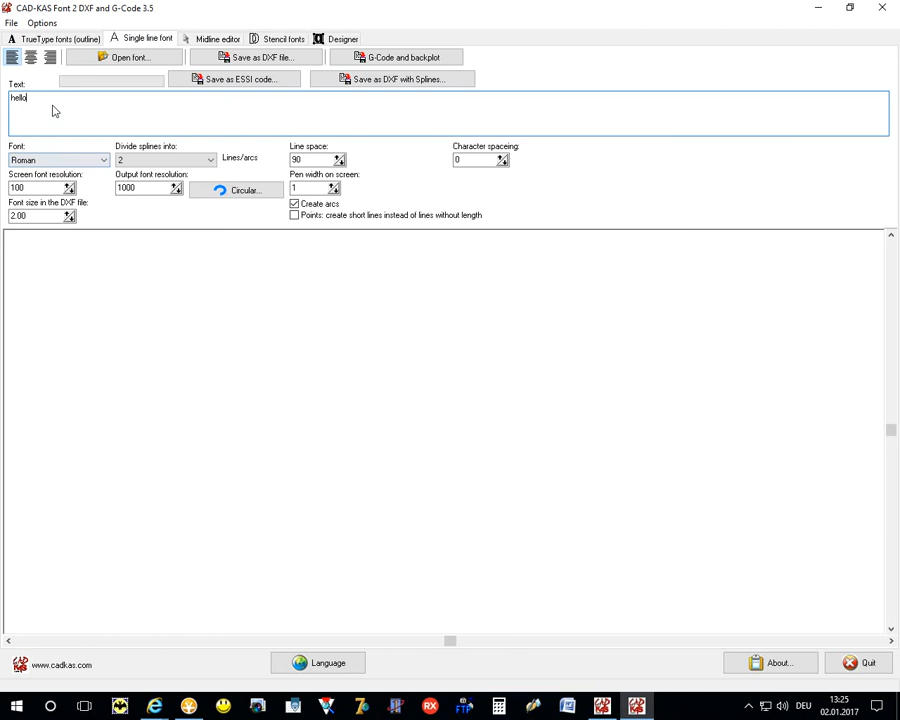 CAD-KAS Font 2 DXF and G-Code 3.5
File Options
TrueType fonts (outline) Single line font Midline editor Stencil fonts Designer
Open font... Save as DXF file... G-Code and backplot
Text: Save as ESSI code... Save as DXF with Splines...
hello
Font: Divide splines into: Line space: Character spaceing:
Roman 2 Lines/arcs 90 0
Screen font resolution: Output font resolution: Pen width on screen:
100 1000 Circular... 1
Font size in the DXF file: Create arcs
2.00 Points: create short lines instead of lines without length
www.cadkas.com Language About... Quit
DEU 13:25
02.01.2017